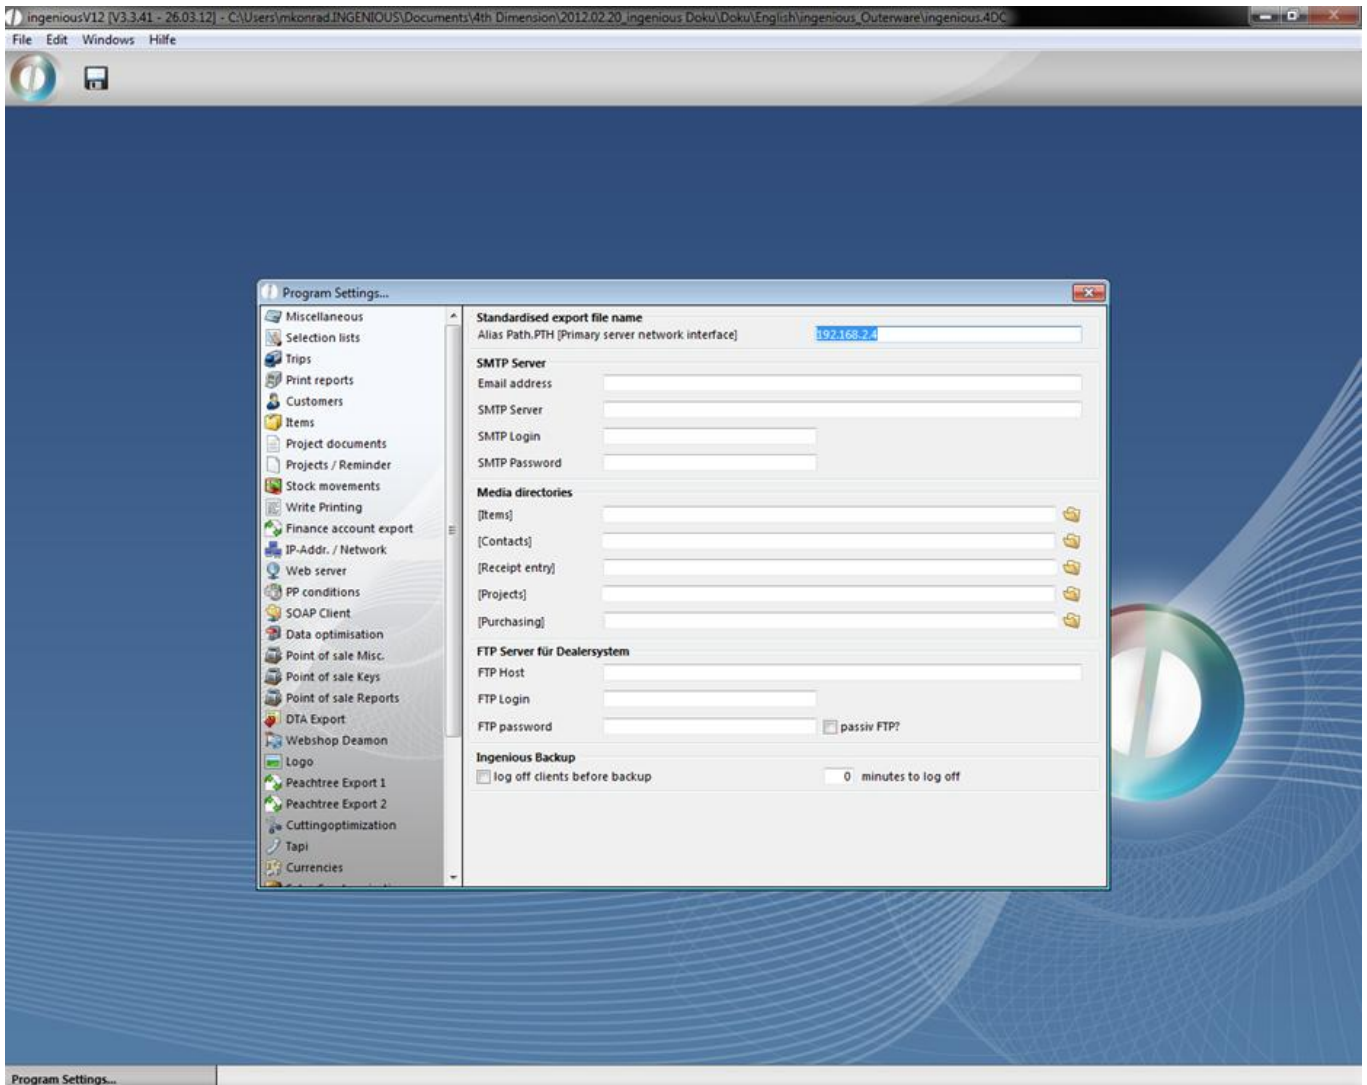 ingeniousV12 [V3.3.41 - 26.03.12] - C:\Users\mkonrad.INGENIOUS\Documents\4th Dimension\2012.02.20_ingenious Doku\Doku\English\ingenious_Outerware\ingenious.4DC
File Edit Windows Hilfe
Program Settings...
Miscellaneous
Selection lists
Trips
Print reports
Customers
Items
Project documents
Projects / Reminder
Stock movements
Write Printing
Finance account export
IP-Addr. / Network
Web server
PP conditions
SOAP Client
Data optimisation
Point of sale Misc.
Point of sale Keys
Point of sale Reports
DTA Export
Webshop Deamon
Logo
Peachtree Export 1
Peachtree Export 2
Cuttingoptimization
Tapi
Currencies
Standardised export file name
Alias Path.PTH [Primary server network interface] 192.168.2.4
SMTP Server
Email address
SMTP Server
SMTP Login
SMTP Password
Media directories
[Items]
[Contacts]
[Receipt entry]
[Projects]
[Purchasing]
FTP Server für Dealersystem
FTP Host
FTP Login
FTP password passiv FTP?
Ingenious Backup
log off clients before backup 0 minutes to log off
Program Settings...